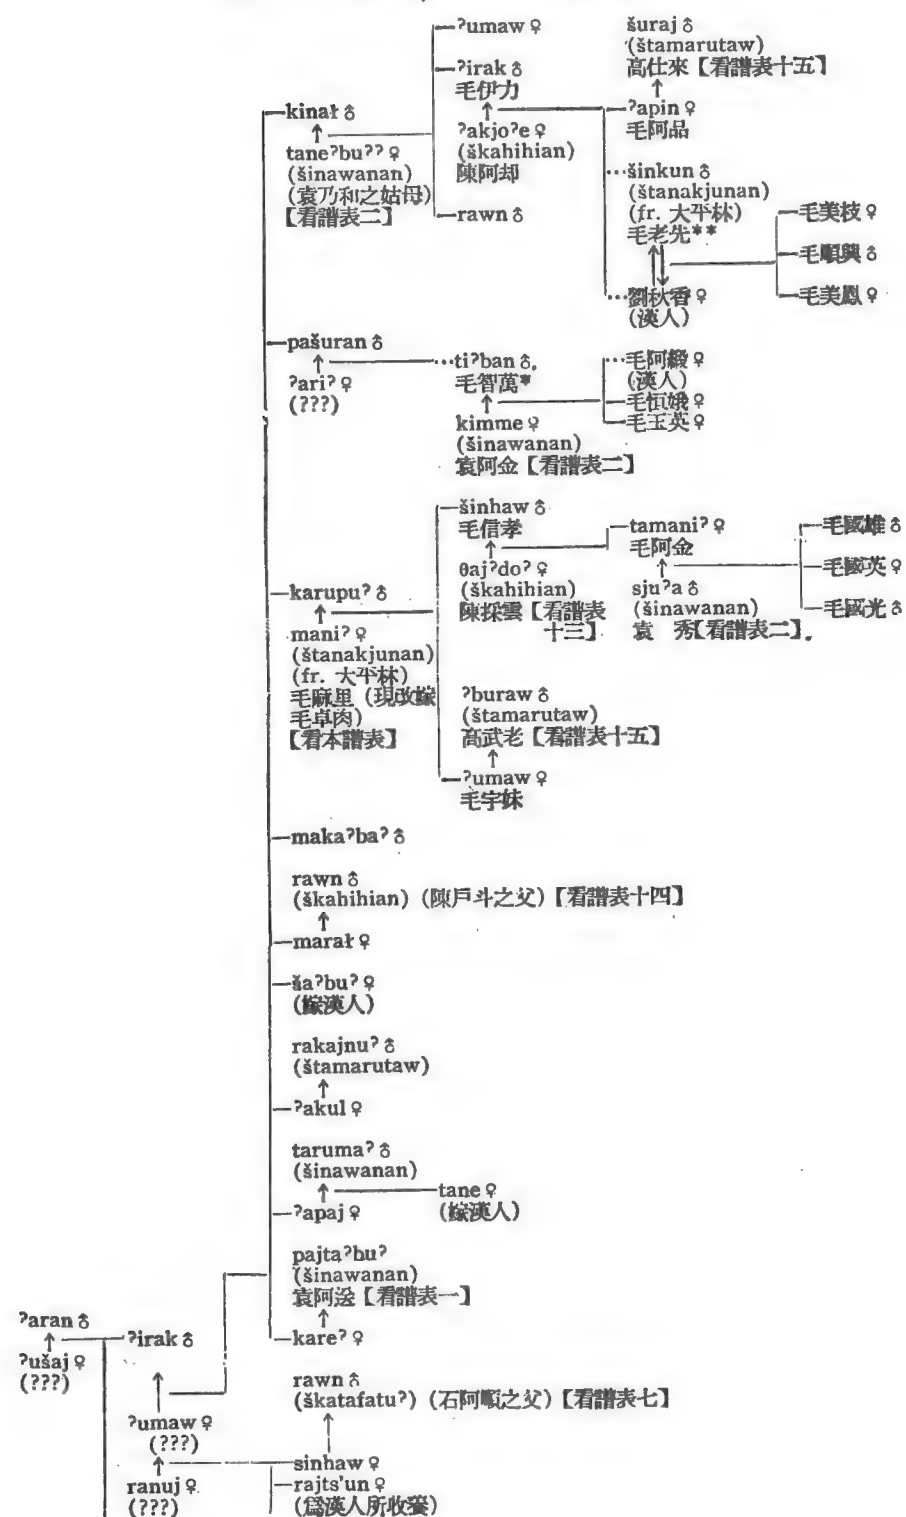 ʔumaw♀
ʔirak♂
毛伊力
ʔakjoʔe♀
(škahihian)
陳阿却
rawn♂
kinał♂
taneʔbu??♀
(šinawanan)
(袁乃和之姑母)
【看譜表二】
šuraj♂
(štamarutaw)
高仕來【看譜表十五】
ʔapin♀
毛阿品
šinkun♂
(štanakjunan)
(fr. 大平林)
毛老先**
劉秋香♀
(漢人)
毛美枝♀
毛順興♂
毛美鳳♀
pašuran♂
ʔariʔ♀
(???)
tiʔban♂
毛智萬*
kimme♀
(šinawanan)
袁阿金【看譜表二】
毛阿緞♀
(漢人)
毛恒娥♀
毛玉英♀
karupuʔ♂
maniʔ♀
(štanakjunan)
(fr. 大平林)
毛麻里（現改嫁
毛卓肉）
【看本譜表】
šinhaw♂
毛信孝
θajʔdoʔ♀
(škahihian)
陳採雲【看譜表
十三】
tamaniʔ♀
毛阿金
sjuʔa♂
(šinawanan)
袁　秀【看譜表二】
毛國雄♂
毛國英♀
毛國光♂
ʔburaw♂
(štamarutaw)
高武老【看譜表十五】
ʔumaw♀
毛宇妹
makaʔbaʔ♂
rawn♂
(škahihian)（陳戶斗之父）【看譜表十四】
marał♀
šaʔbuʔ♀
(嫁漢人)
rakajnuʔ♂
(štamarutaw)
ʔakul♀
tarumaʔ♂
(šinawanan)
ʔapaj♀
tane♀
(嫁漢人)
pajtaʔbuʔ
(šinawanan)
袁阿送【看譜表一】
kareʔ♀
ʔaran♂
ʔušaj♀
(???)
ʔirak♂
ʔumaw♀
(???)
ranuj♀
(???)
rawn♂
(škatafatuʔ)（石阿順之父）【看譜表七】
sinhaw♀
rajts'un♀
(爲漢人所收養)